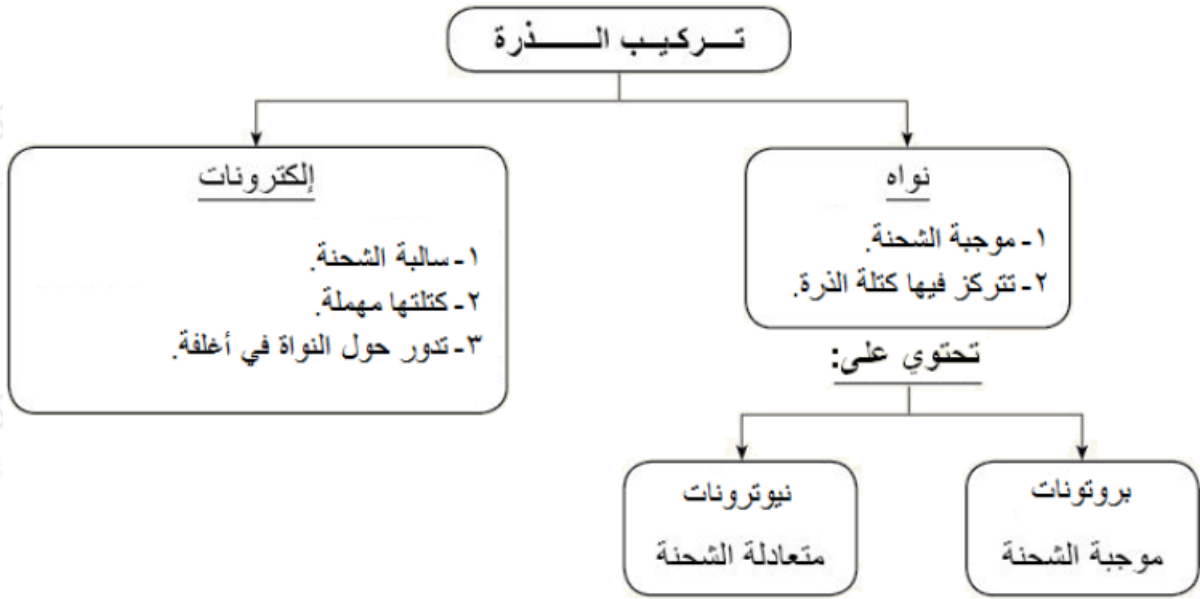 تـــركـيــب الـــــــذرة
نواه
١- موجبة الشحنة.
٢- تتركز فيها كتلة الذرة.
إلكترونات
١- سالبة الشحنة.
٢- كتلتها مهملة.
٣- تدور حول النواة في أغلفة.
تحتوي على:
بروتونات
موجبة الشحنة
نيوترونات
متعادلة الشحنة